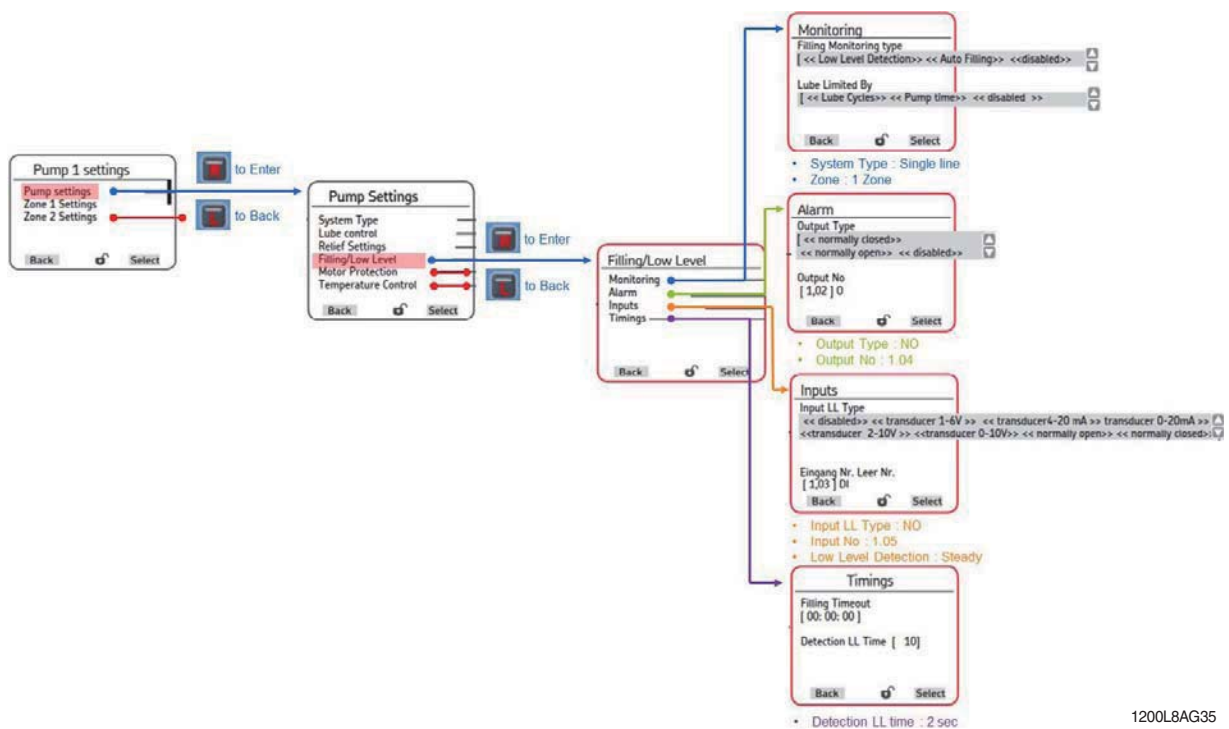 Pump 1 settings
Pump settings
Zone 1 Settings
Zone 2 Settings
Back
Select
to Enter
to Back
Pump Settings
System Type
Lube control
Relief Settings
Filling/Low Level
Motor Protection
Temperature Control
Back
Select
to Enter
to Back
Filling/Low Level
Monitoring
Alarm
Inputs
Timings
Back
Select
Monitoring
Filling Monitoring type
[ << Low Level Detection>> << Auto Filling>> <<disabled>>
Lube Limited By
[ << Lube Cycles>> << Pump time>> << disabled >>
Back
Select
• System Type : Single line
• Zone : 1 Zone
Alarm
Output Type
[ << normally closed>>
<< normally open>> << disabled>>
Output No
[ 1,02 ] O
Back
Select
• Output Type : NO
• Output No : 1.04
Inputs
Input LL Type
<< disabled>> << transducer 1-6V >> << transducer4-20 mA >> transducer 0-20mA >>
<<transducer 2-10V >> <<transducer 0-10V>> << normally open>> << normally closed>>
Eingang Nr. Leer Nr.
[ 1,03 ] DI
Back
Select
• Input LL Type : NO
• Input No : 1.05
• Low Level Detection : Steady
Timings
Filling Timeout
[ 00: 00: 00 ]
Detection LL Time [ 10]
Back
Select
• Detection LL time : 2 sec
1200L8AG35